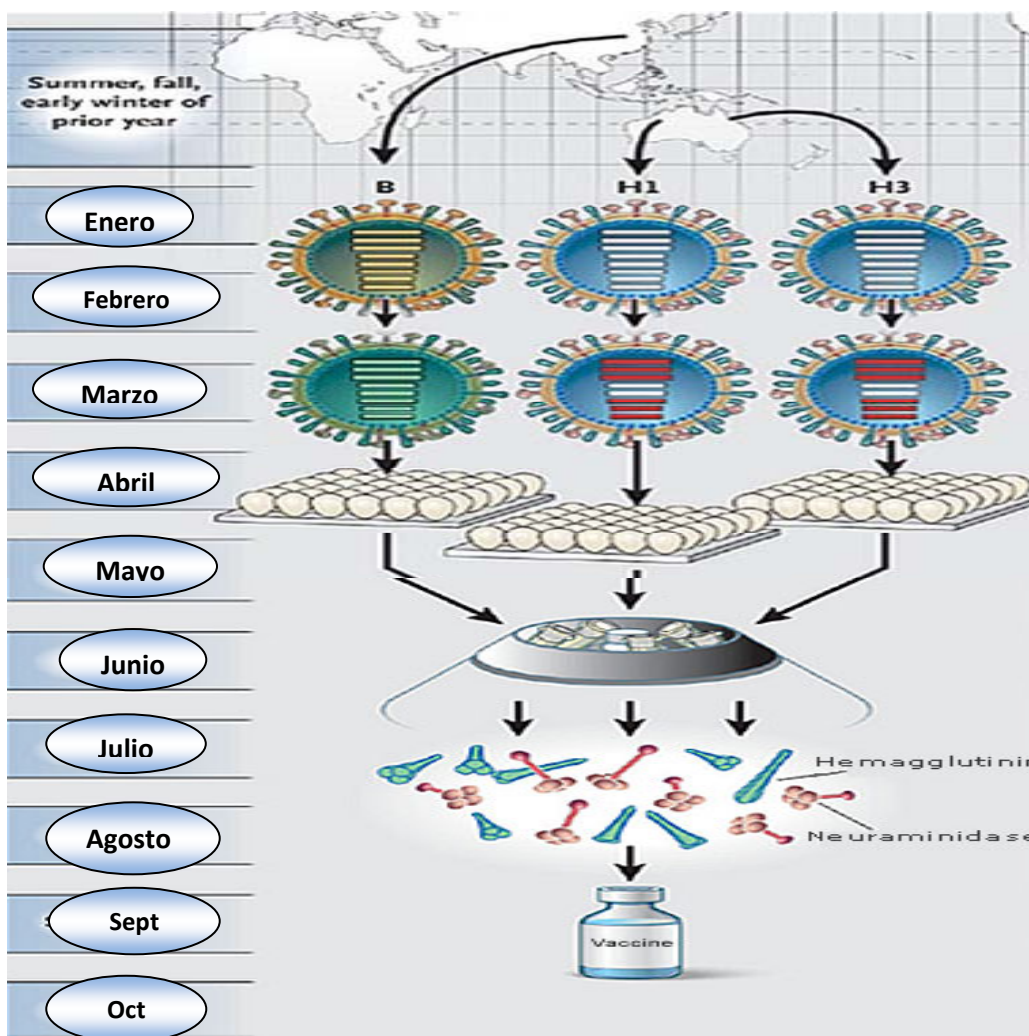 Summer, fall,
early winter of
prior year
B H1 H3
Enero
Febrero
Marzo
Abril
Mayo
Junio
Julio
Hemagglutinin
Agosto
Neuraminidase
Sept
Vaccine
Oct